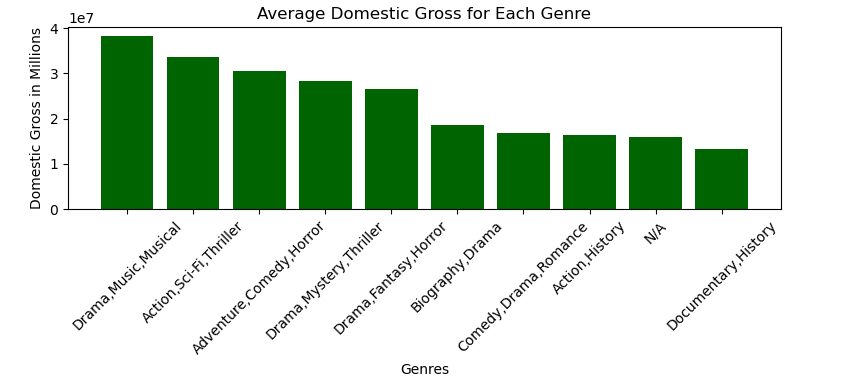 Average Domestic Gross for Each Genre
1e7
Domestic Gross in Millions
4
3
2
1
0
Drama,Music,Musical
Action,Sci-Fi,Thriller
Adventure,Comedy,Horror
Drama,Mystery,Thriller
Drama,Fantasy,Horror
Biography,Drama
Comedy,Drama,Romance
Action,History
N/A
Documentary,History
Genres